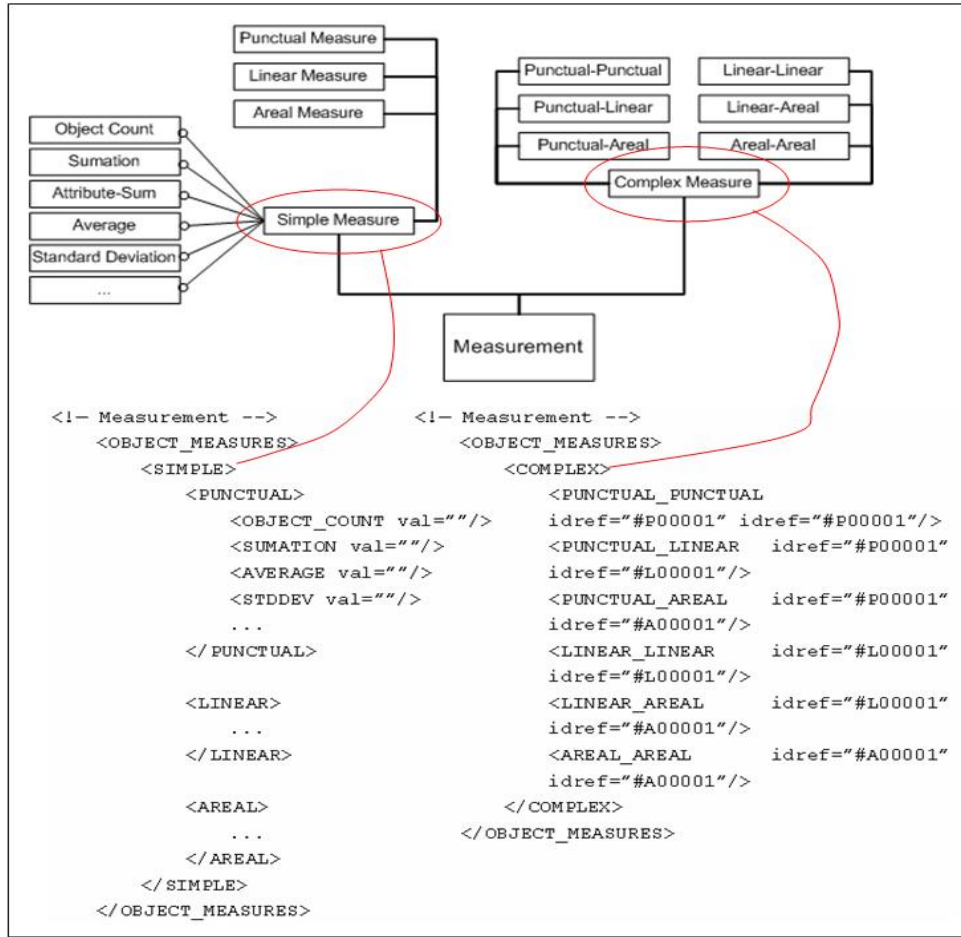 Punctual Measure
Linear Measure
Areal Measure
Object Count
Sumation
Attribute-Sum
Average
Standard Deviation
...
Simple Measure
Punctual-Punctual
Punctual-Linear
Punctual-Areal
Linear-Linear
Linear-Areal
Areal-Areal
Complex Measure
Measurement
<!— Measurement -->
<OBJECT_MEASURES>
<SIMPLE>
<PUNCTUAL>
<OBJECT_COUNT val=""/>
<SUMATION val=""/>
<AVERAGE val=""/>
<STDDEV val=""/>
...
</PUNCTUAL>
<LINEAR>
...
</LINEAR>
<AREAL>
...
</AREAL>
</SIMPLE>
</OBJECT_MEASURES>
<!— Measurement -->
<OBJECT_MEASURES>
<COMPLEX>
<PUNCTUAL_PUNCTUAL
idref="#P00001" idref="#P00001"/>
<PUNCTUAL_LINEAR idref="#P00001"
idref="#L00001"/>
<PUNCTUAL_AREAL idref="#P00001"
idref="#A00001"/>
<LINEAR_LINEAR idref="#L00001"
idref="#L00001"/>
<LINEAR_AREAL idref="#L00001"
idref="#A00001"/>
<AREAL_AREAL idref="#A00001"
idref="#A00001"/>
</COMPLEX>
</OBJECT_MEASURES>